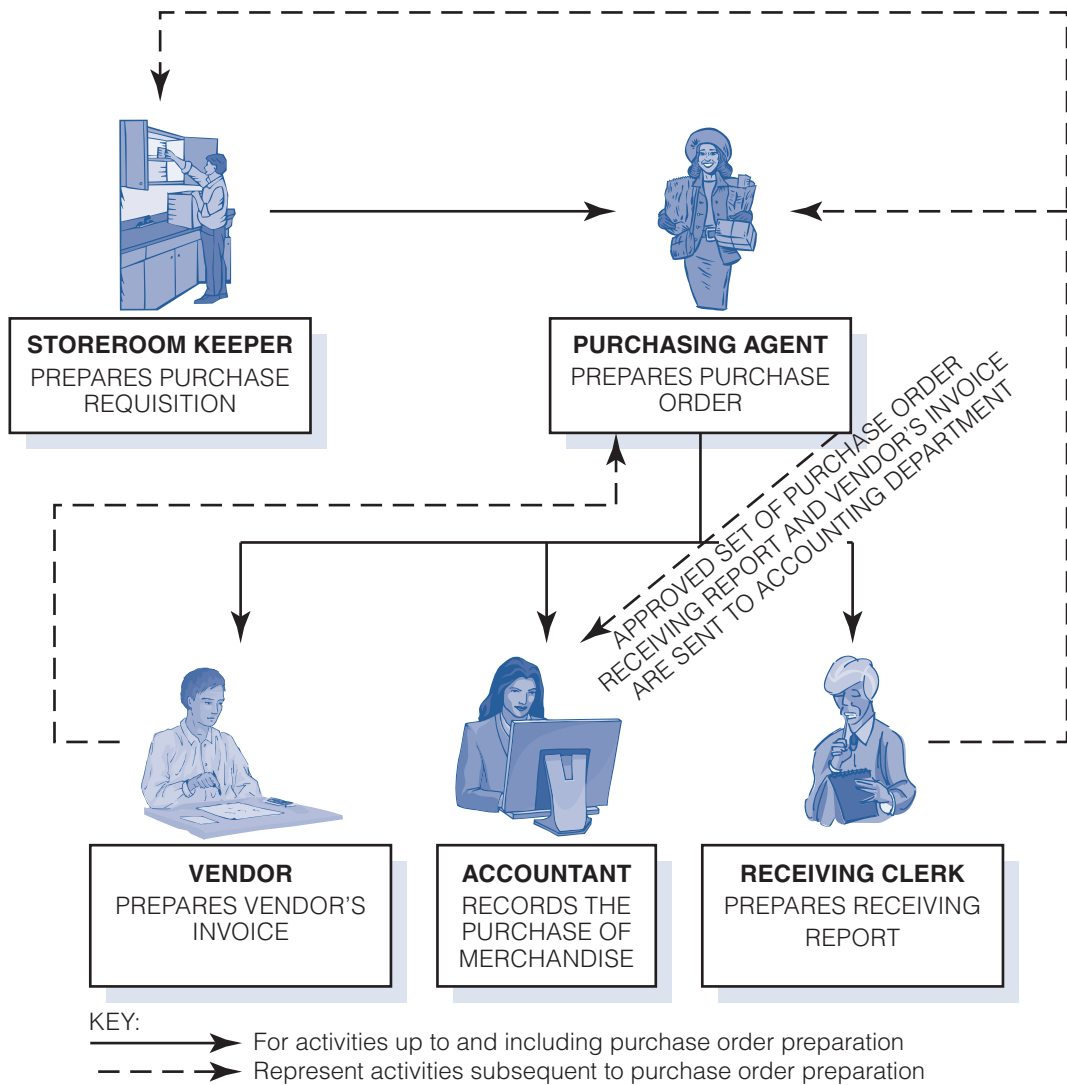 STOREROOM KEEPER
PREPARES PURCHASE
REQUISITION
PURCHASING AGENT
PREPARES PURCHASE
ORDER
APPROVED SET OF PURCHASE ORDER
RECEIVING REPORT AND VENDOR’S INVOICE
ARE SENT TO ACCOUNTING DEPARTMENT
VENDOR
PREPARES VENDOR’S
INVOICE
ACCOUNTANT
RECORDS THE
PURCHASE OF
MERCHANDISE
RECEIVING CLERK
PREPARES RECEIVING
REPORT
KEY:
For activities up to and including purchase order preparation
Represent activities subsequent to purchase order preparation